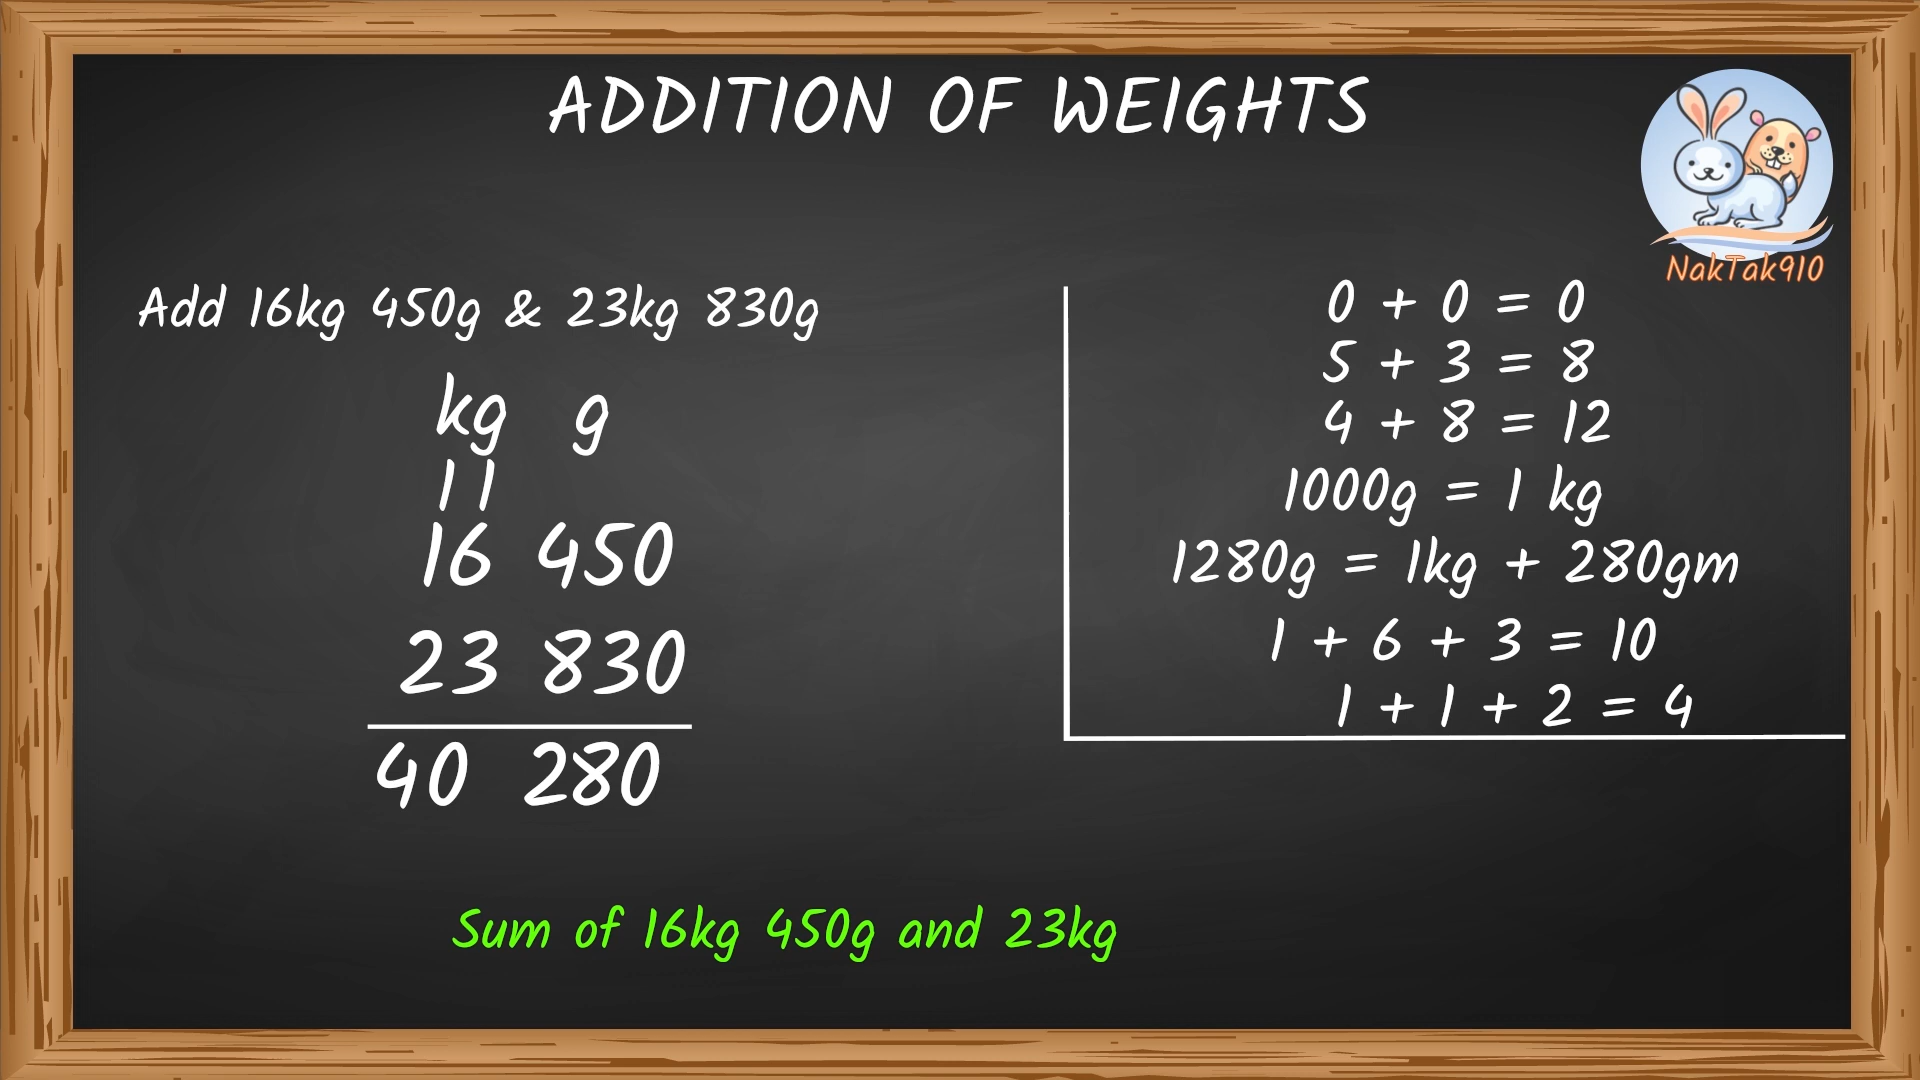 ADDITION OF WEIGHTS
NakTak910
Add 16kg 450g & 23kg 830g
kg g
1 1
16 450
23 830
40 280
0 + 0 = 0
5 + 3 = 8
4 + 8 = 12
1000g = 1 kg
1280g = 1kg + 280gm
1 + 6 + 3 = 10
1 + 1 + 2 = 4
Sum of 16kg 450g and 23kg